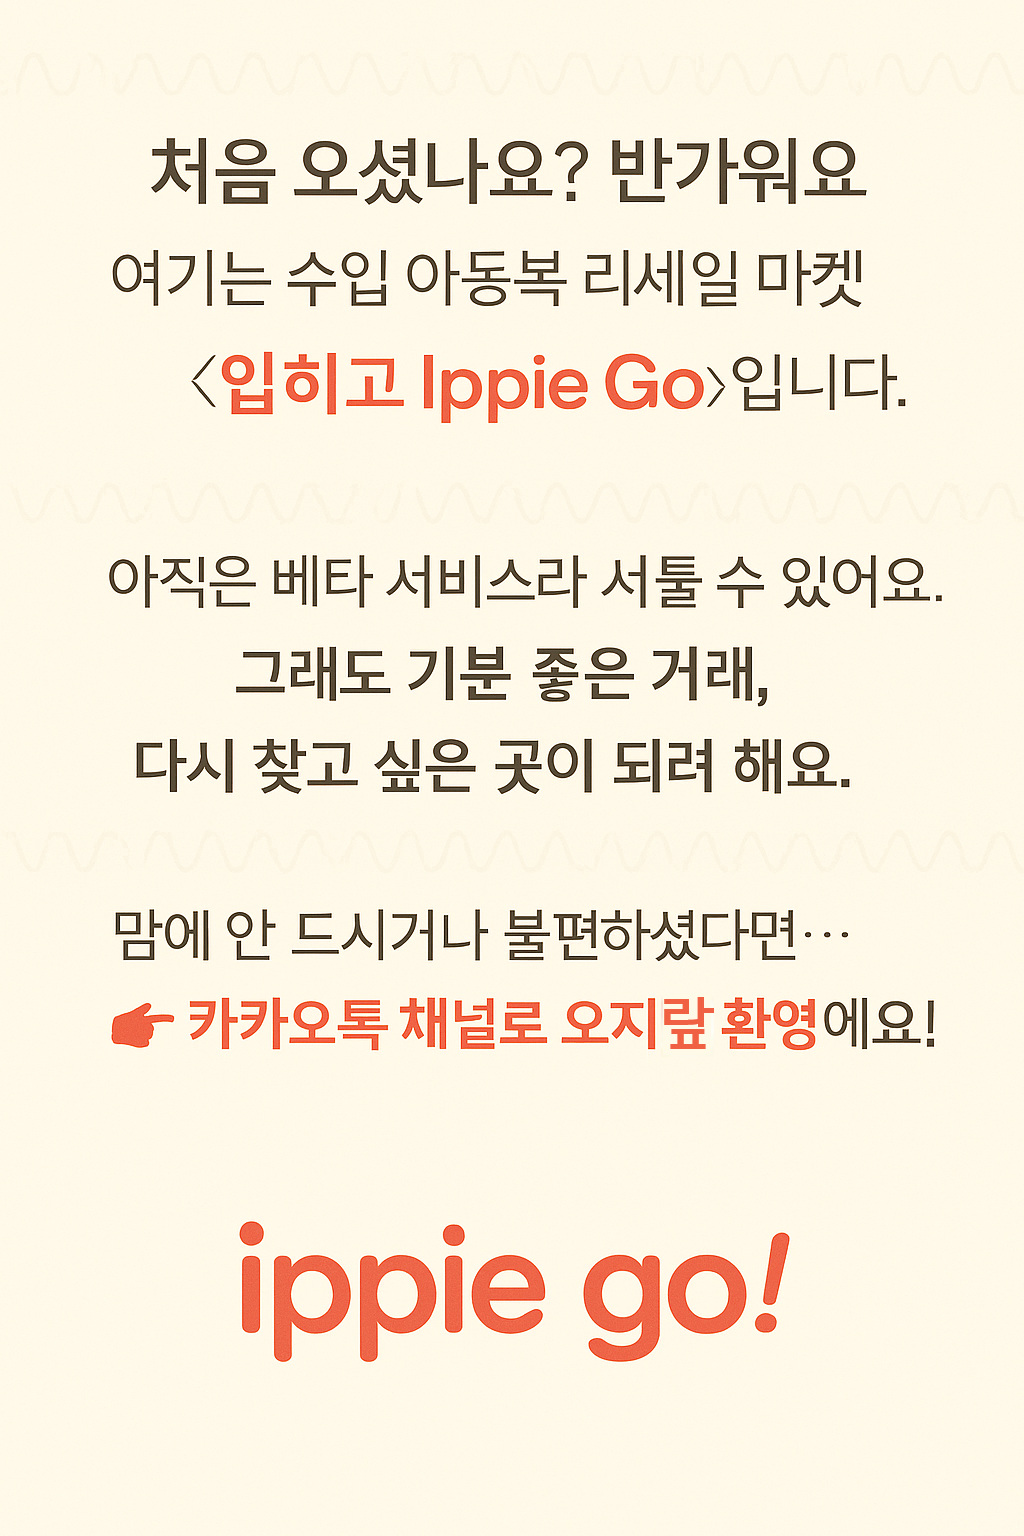 처음 오셨나요? 반가워요
여기는 수입 아동복 리세일 마켓
〈입히고 Ippie Go〉입니다.
아직은 베타 서비스라 서툴 수 있어요.
그래도 기분 좋은 거래,
다시 찾고 싶은 곳이 되려 해요.
맘에 안 드시거나 불편하셨다면…
카카오톡 채널로 오지랖 환영에요!
ippie go!